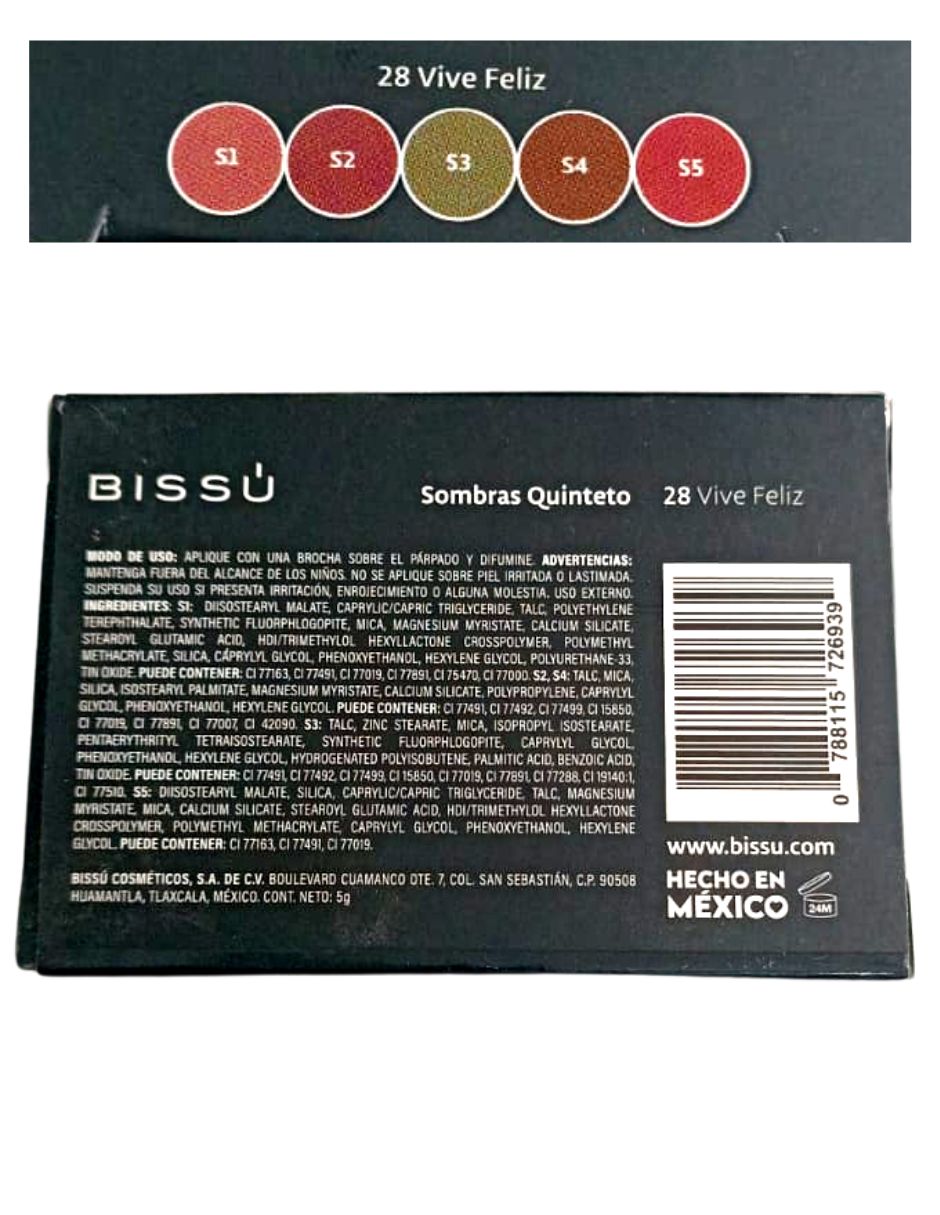 28 Vive Feliz
S1 S2 S3 S4 S5
BISSÚ
Sombras Quinteto 28 Vive Feliz
MODO DE USO: APLIQUE CON UNA BROCHA SOBRE EL PÁRPADO Y DIFUMINE. ADVERTENCIAS:
MANTENGA FUERA DEL ALCANCE DE LOS NIÑOS. NO SE APLIQUE SOBRE PIEL IRRITADA O LASTIMADA.
SUSPENDA SU USO SI PRESENTA IRRITACIÓN, ENROJECIMIENTO O ALGUNA MOLESTIA. USO EXTERNO.
INGREDIENTES: S1: DIISOSTEARYL MALATE, CAPRYLIC/CAPRIC TRIGLYCERIDE, TALC, POLYETHYLENE
TEREPHTHALATE, SYNTHETIC FLUORPHLOGOPITE, MICA, MAGNESIUM MYRISTATE, CALCIUM SILICATE,
STEAROYL GLUTAMIC ACID, HDI/TRIMETHYLOL HEXYLLACTONE CROSSPOLYMER, POLYMETHYL
METHACRYLATE, SILICA, CÁPRYLYL GLYCOL, PHENOXYETHANOL, HEXYLENE GLYCOL, POLYURETHANE-33,
TIN OXIDE. PUEDE CONTENER: CI 77163, CI 77491, CI 77019, CI 77891, CI 75470, CI 77000. S2, S4: TALC, MICA,
SILICA, ISOSTEARYL PALMITATE, MAGNESIUM MYRISTATE, CALCIUM SILICATE, POLYPROPYLENE, CAPRYLYL
GLYCOL, PHENOXYETHANOL, HEXYLENE GLYCOL. PUEDE CONTENER: CI 77491, CI 77492, CI 77499, CI 15850,
CI 77019, CI 77891, CI 77007, CI 42090. S3: TALC, ZINC STEARATE, MICA, ISOPROPYL ISOSTEARATE,
PENTAERYTHRITYL TETRAISOSTEARATE, SYNTHETIC FLUORPHLOGOPITE, CAPRYLYL GLYCOL,
PHENOXYETHANOL, HEXYLENE GLYCOL, HYDROGENATED POLYISOBUTENE, PALMITIC ACID, BENZOIC ACID,
TIN OXIDE. PUEDE CONTENER: CI 77491, CI 77492, CI 77499, CI 15850, CI 77019, CI 77891, CI 77288, CI 19140:1,
CI 77510. S5: DIISOSTEARYL MALATE, SILICA, CAPRYLIC/CAPRIC TRIGLYCERIDE, TALC, MAGNESIUM
MYRISTATE, MICA, CALCIUM SILICATE, STEAROYL GLUTAMIC ACID, HDI/TRIMETHYLOL HEXYLLACTONE
CROSSPOLYMER, POLYMETHYL METHACRYLATE, CAPRYLYL GLYCOL, PHENOXYETHANOL, HEXYLENE
GLYCOL. PUEDE CONTENER: CI 77163, CI 77491, CI 77019.
BISSÚ COSMÉTICOS, S.A. DE C.V. BOULEVARD CUAMANCO OTE. 7, COL. SAN SEBASTIÁN, C.P. 90508
HUAMANTLA, TLAXCALA, MÉXICO. CONT. NETO: 5g
0 788115 726939
www.bissu.com
HECHO EN
MÉXICO 24M